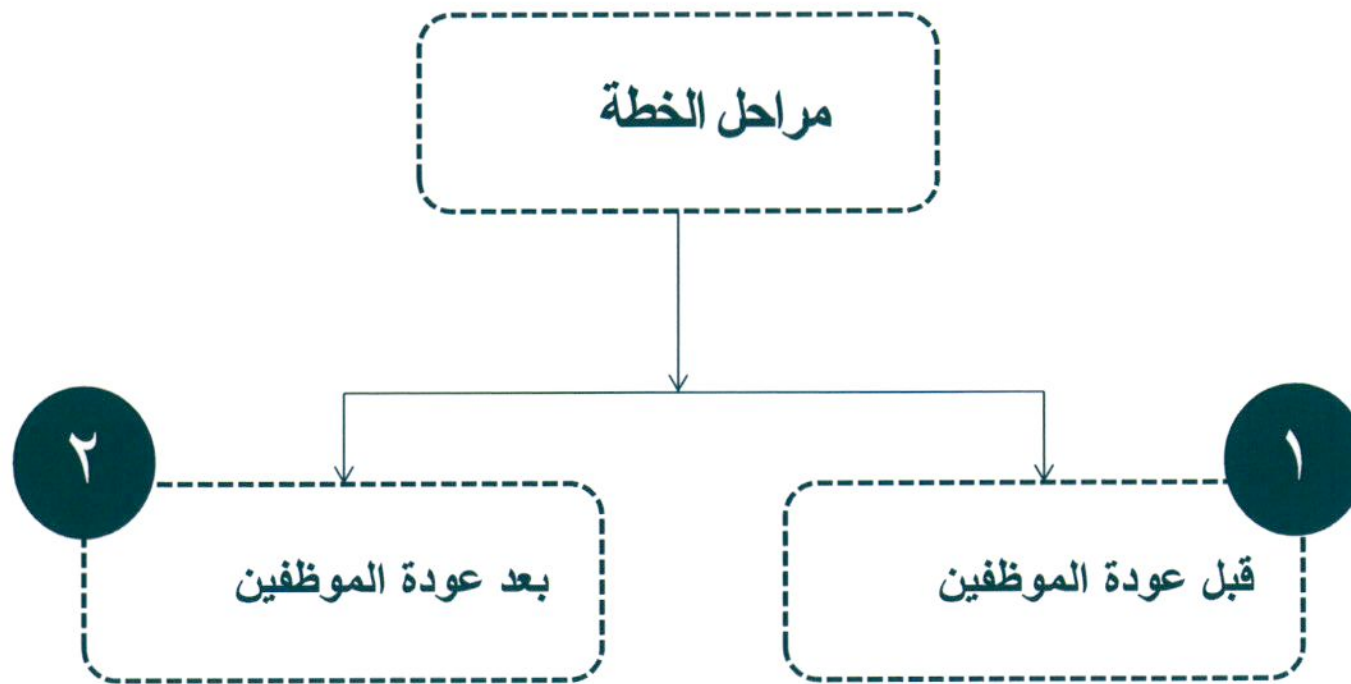 مراحل الخطة
١
قبل عودة الموظفين
٢
بعد عودة الموظفين